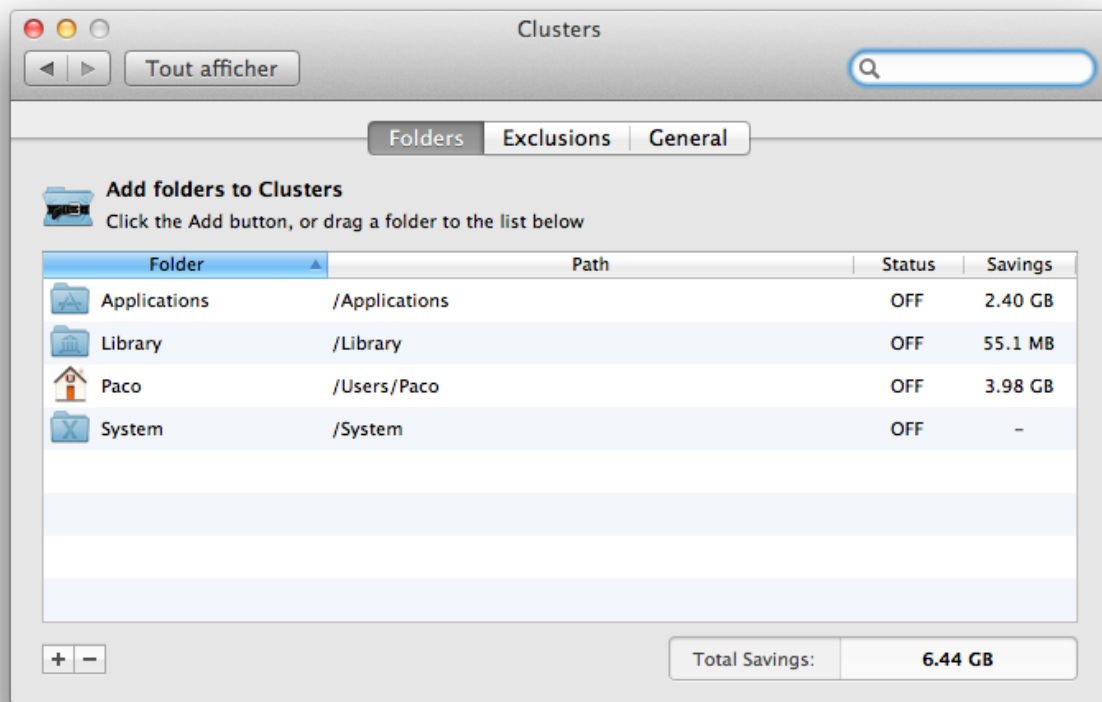 Clusters
Tout afficher
Folders Exclusions General
Add folders to Clusters
Click the Add button, or drag a folder to the list below
Folder Path Status Savings
Applications /Applications OFF 2.40 GB
Library /Library OFF 55.1 MB
Paco /Users/Paco OFF 3.98 GB
System /System OFF –
Total Savings: 6.44 GB